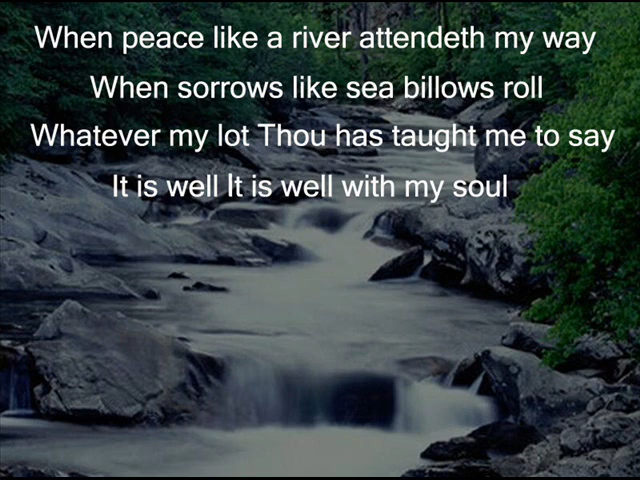 When peace like a river attendeth my way
When sorrows like sea billows roll
Whatever my lot Thou has taught me to say
It is well It is well with my soul